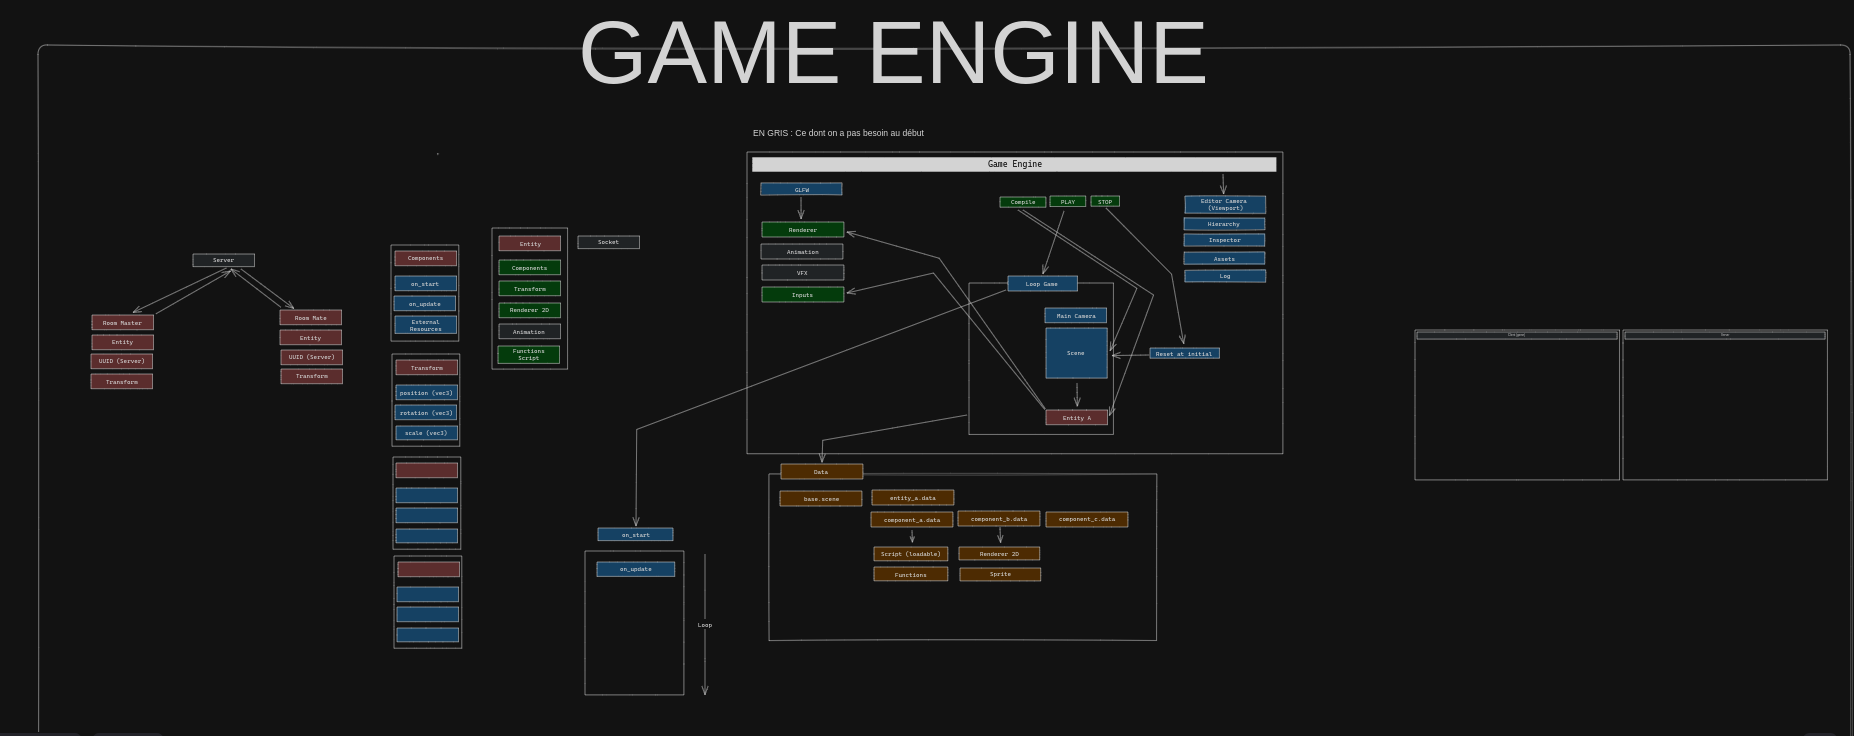 GAME ENGINE
EN GRIS : Ce dont on a pas besoin au début
Game Engine
GLFW
Renderer
Animation
VFX
Inputs
Compile
PLAY
STOP
Editor Camera
(Viewport)
Hierarchy
Inspector
Assets
Log
Loop Game
Main Camera
Scene
Reset at initial
Entity A
Server
Room Master
Entity
UUID (Server)
Transform
Room Mate
Entity
UUID (Server)
Transform
Components
on_start
on_update
External
Resources
Transform
position (vec3)
rotation (vec3)
scale (vec3)
Entity
Components
Transform
Renderer 2D
Animation
Functions
Script
Socket
on_start
on_update
Loop
Data
base.scene
entity_a.data
component_a.data
component_b.data
component_c.data
Script (loadable)
Renderer 2D
Functions
Sprite